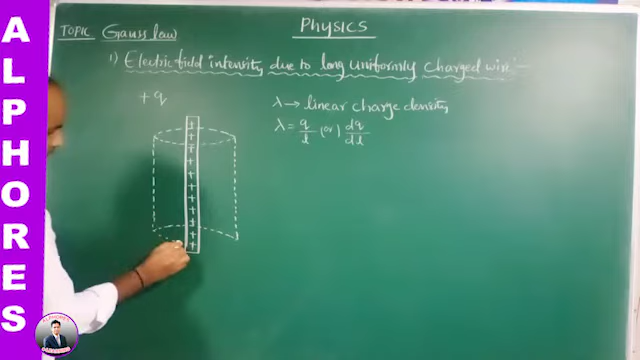 ALPHORES
Physics
TOPIC Gauss law
1) Electric field intensity due to long uniformly charged wire :-
+q
λ → linear charge density
λ = q/l (or) dq/dl
+
+
+
+
+
+
+
+
+
+
+
ALPHORES